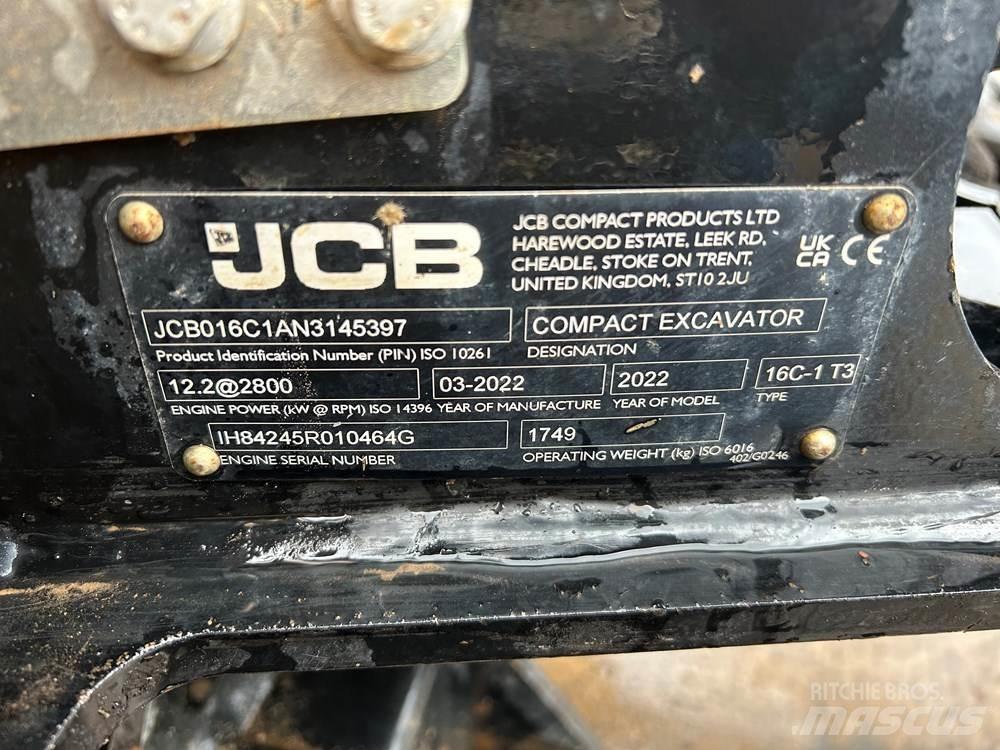 JCB
JCB COMPACT PRODUCTS LTD
HAREWOOD ESTATE, LEEK RD,
CHEADLE, STOKE ON TRENT,
UNITED KINGDOM, ST10 2JU
UK
CA CE
JCB016C1AN3145397
Product Identification Number (PIN) ISO 10261
COMPACT EXCAVATOR
DESIGNATION
12.2@2800
ENGINE POWER (kW @ RPM) ISO 14396
03-2022
YEAR OF MANUFACTURE
2022
YEAR OF MODEL
16C-1 T3
TYPE
IH84245R010464G
ENGINE SERIAL NUMBER
1749
OPERATING WEIGHT (kg) ISO 6016
402/G0246
RITCHIE BROS.
MASCUS